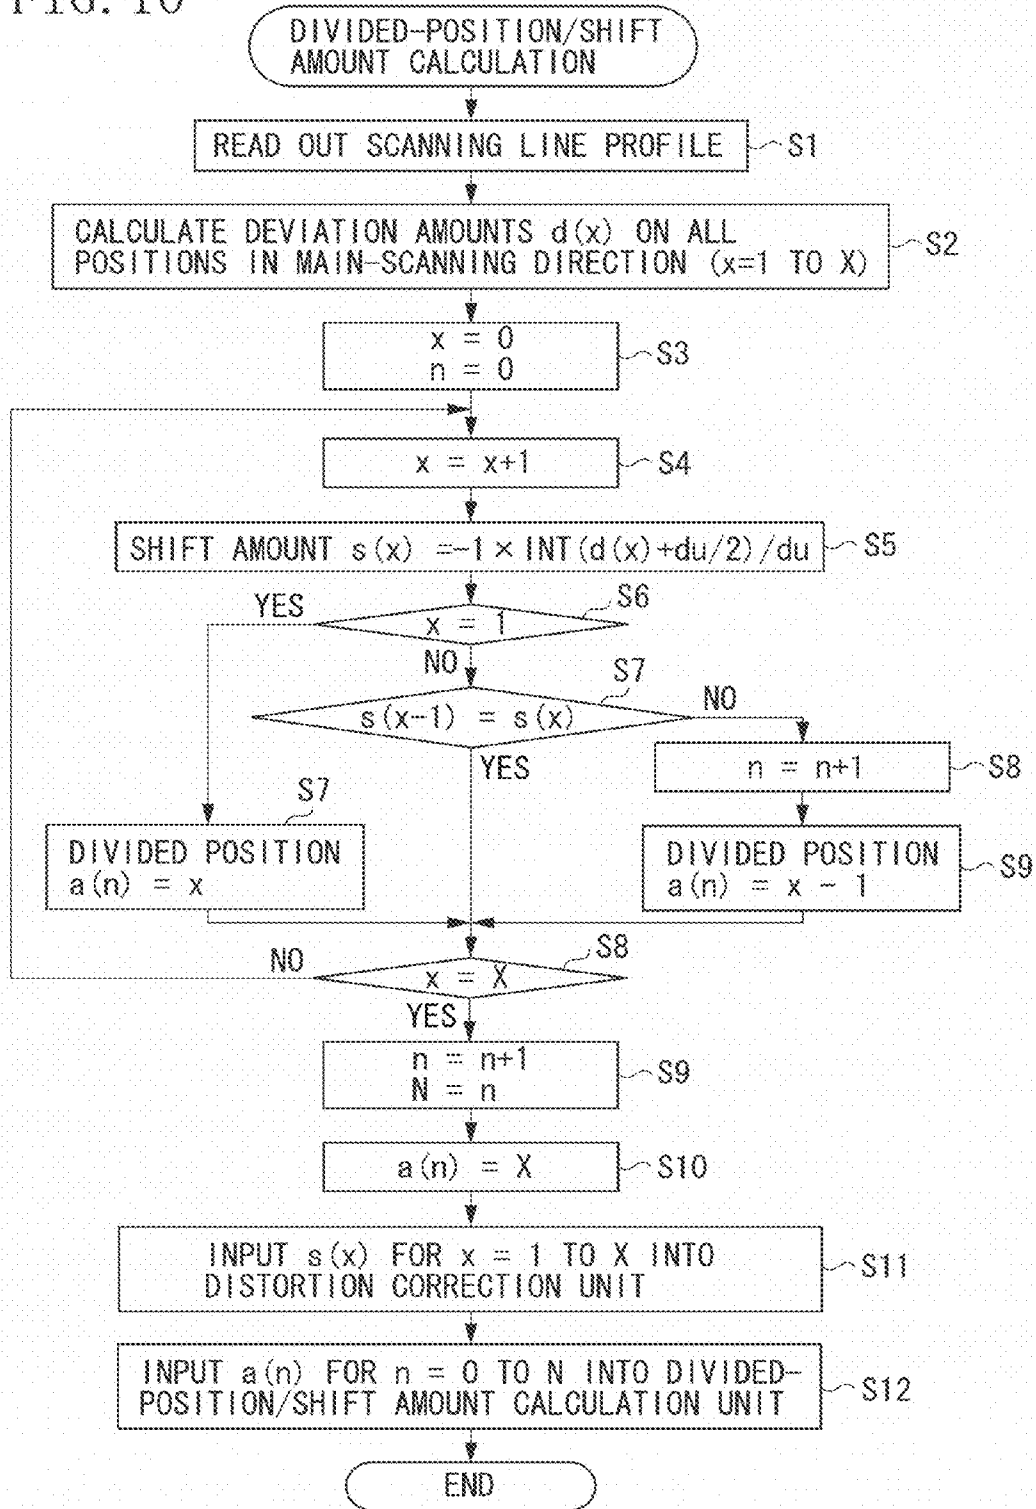 FIG. 10
DIVIDED-POSITION/SHIFT
AMOUNT CALCULATION
READ OUT SCANNING LINE PROFILE
S1
CALCULATE DEVIATION AMOUNTS d(x) ON ALL
POSITIONS IN MAIN-SCANNING DIRECTION (x=1 TO X)
S2
x = 0
n = 0
S3
x = x+1
S4
SHIFT AMOUNT s(x) =-1 × INT(d(x)+du/2)/du
S5
YES
S6
x = 1
NO
S7
s(x-1) = s(x)
NO
YES
n = n+1
S8
S7
DIVIDED POSITION
a(n) = x
DIVIDED POSITION
a(n) = x - 1
S9
NO
S8
x = X
YES
n = n+1
N = n
S9
a(n) = X
S10
INPUT s(x) FOR x = 1 TO X INTO
DISTORTION CORRECTION UNIT
S11
INPUT a(n) FOR n = 0 TO N INTO DIVIDED-
POSITION/SHIFT AMOUNT CALCULATION UNIT
S12
END